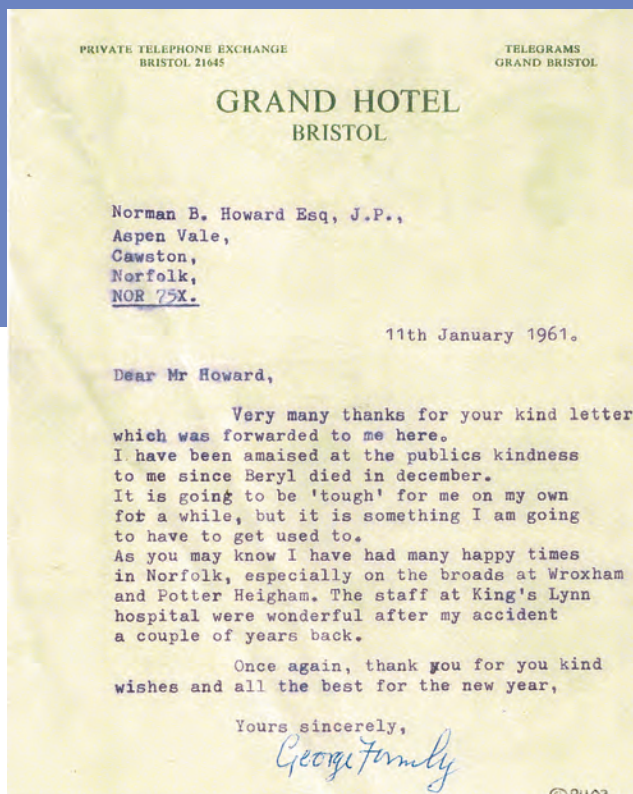 PRIVATE TELEPHONE EXCHANGE
BRISTOL 21645
TELEGRAMS
GRAND BRISTOL
GRAND HOTEL
BRISTOL
Norman B. Howard Esq, J.P.,
Aspen Vale,
Cawston,
Norfolk,
NOR 75X.
11th January 1961.
Dear Mr Howard,
Very many thanks for your kind letter
which was forwarded to me here.
I have been amaised at the publics kindness
to me since Beryl died in december.
It is going to be 'tough' for me on my own
for a while, but it is something I am going
to have to get used to.
As you may know I have had many happy times
in Norfolk, especially on the broads at Wroxham
and Potter Heigham. The staff at King's Lynn
hospital were wonderful after my accident
a couple of years back.
Once again, thank you for you kind
wishes and all the best for the new year,
Yours sincerely,
George Formby